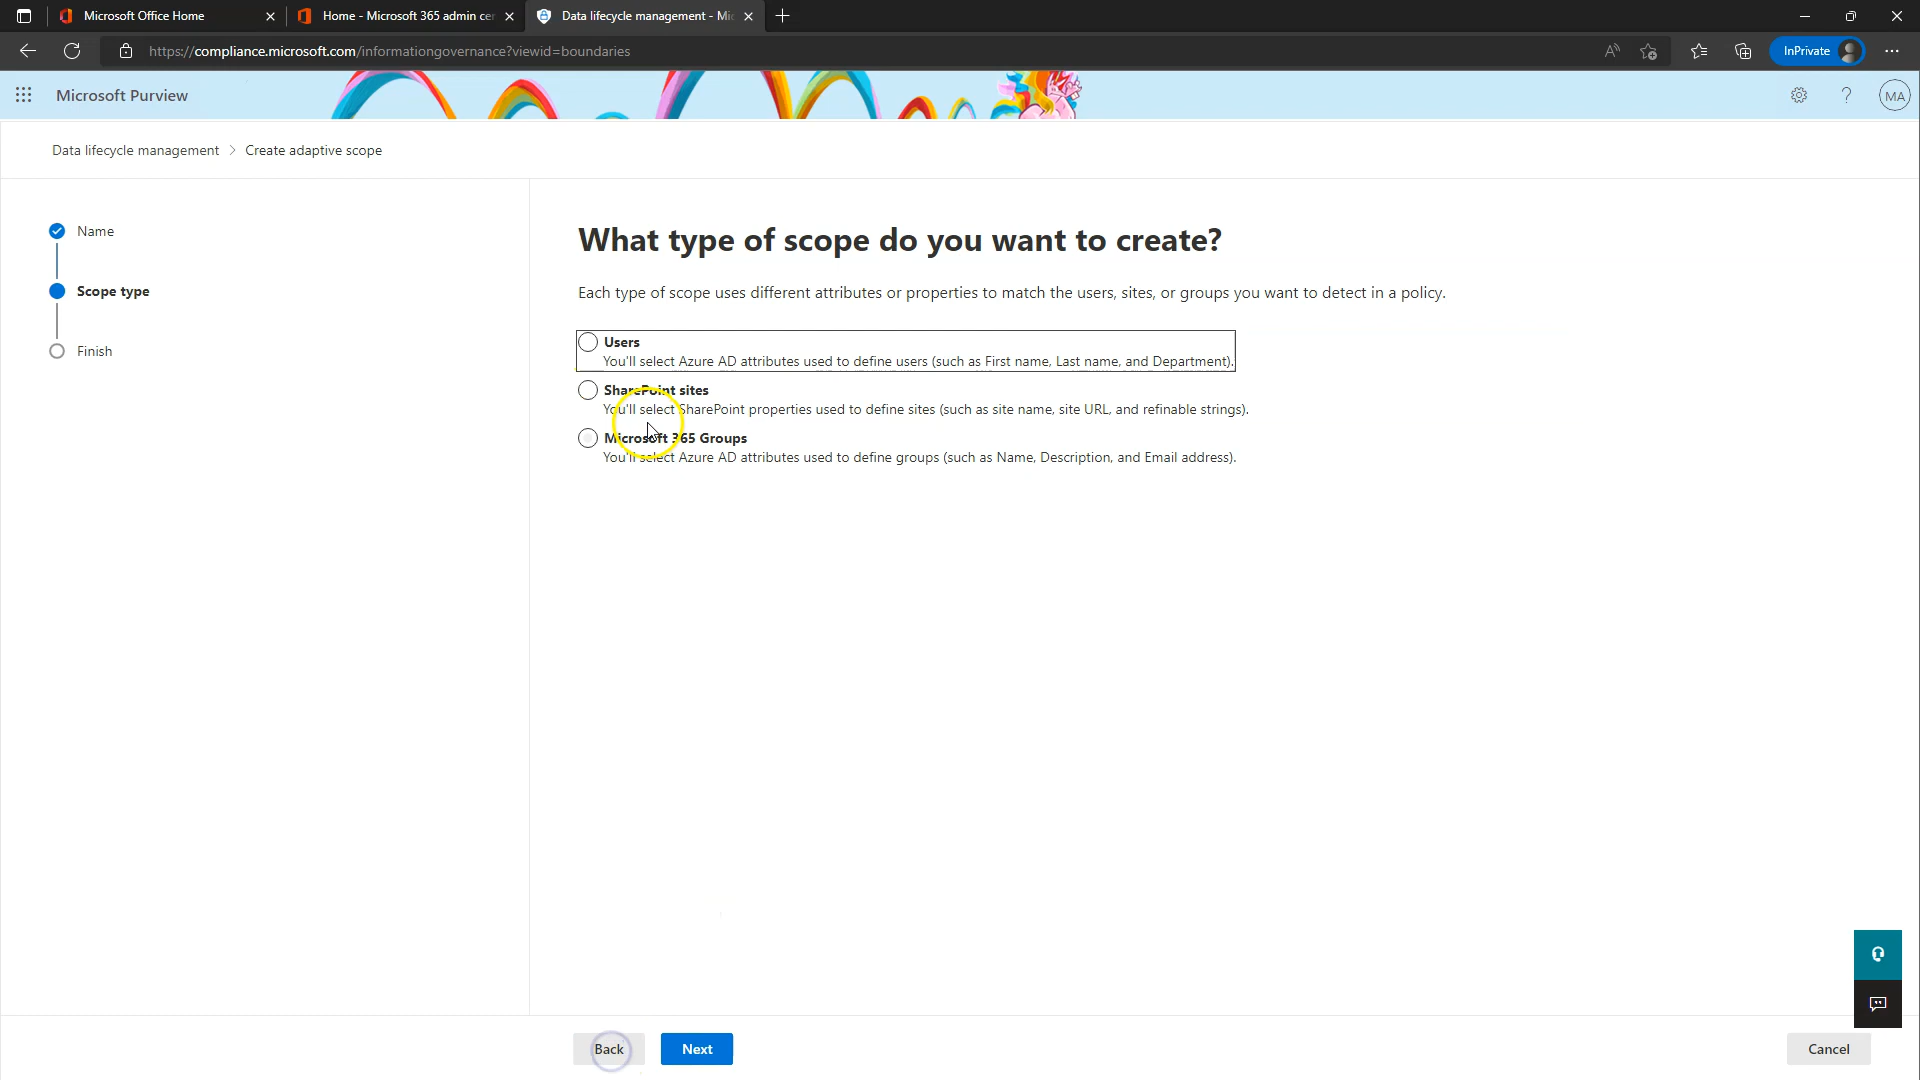 Microsoft Office Home
Home - Microsoft 365 admin cer
Data lifecycle management - Mic
https://compliance.microsoft.com/informationgovernance?viewid=boundaries
InPrivate
Microsoft Purview
MA
Data lifecycle management > Create adaptive scope
Name
Scope type
Finish
What type of scope do you want to create?
Each type of scope uses different attributes or properties to match the users, sites, or groups you want to detect in a policy.
Users
You'll select Azure AD attributes used to define users (such as First name, Last name, and Department).
SharePoint sites
You'll select SharePoint properties used to define sites (such as site name, site URL, and refinable strings).
Microsoft 365 Groups
You'll select Azure AD attributes used to define groups (such as Name, Description, and Email address).
Back
Next
Cancel